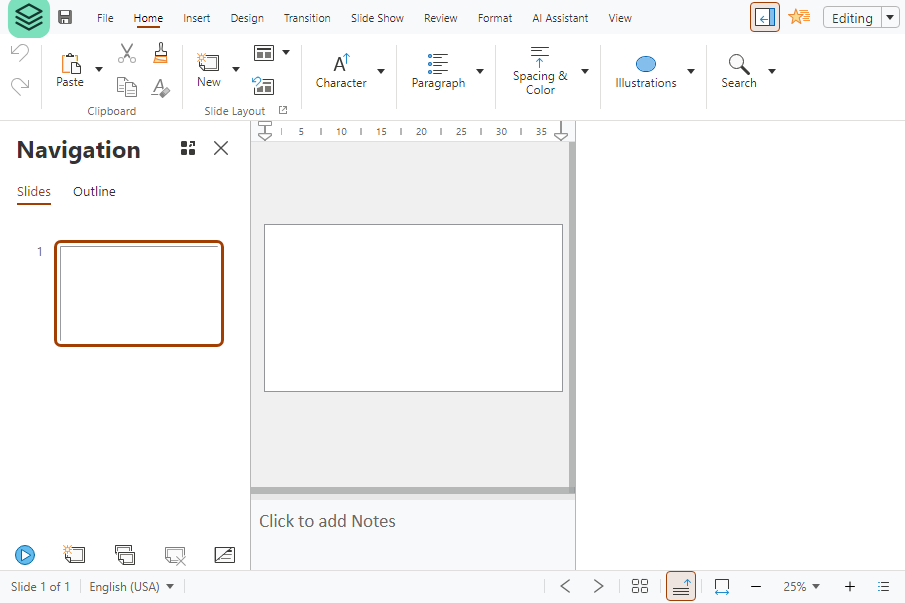 File Home Insert Design Transition Slide Show Review Format AI Assistant View Editing
Paste New Character Paragraph Spacing & Color Illustrations Search
Clipboard Slide Layout
Navigation
Slides Outline
1
5 10 15 20 25 30 35
Click to add Notes
Slide 1 of 1 English (USA) 25%